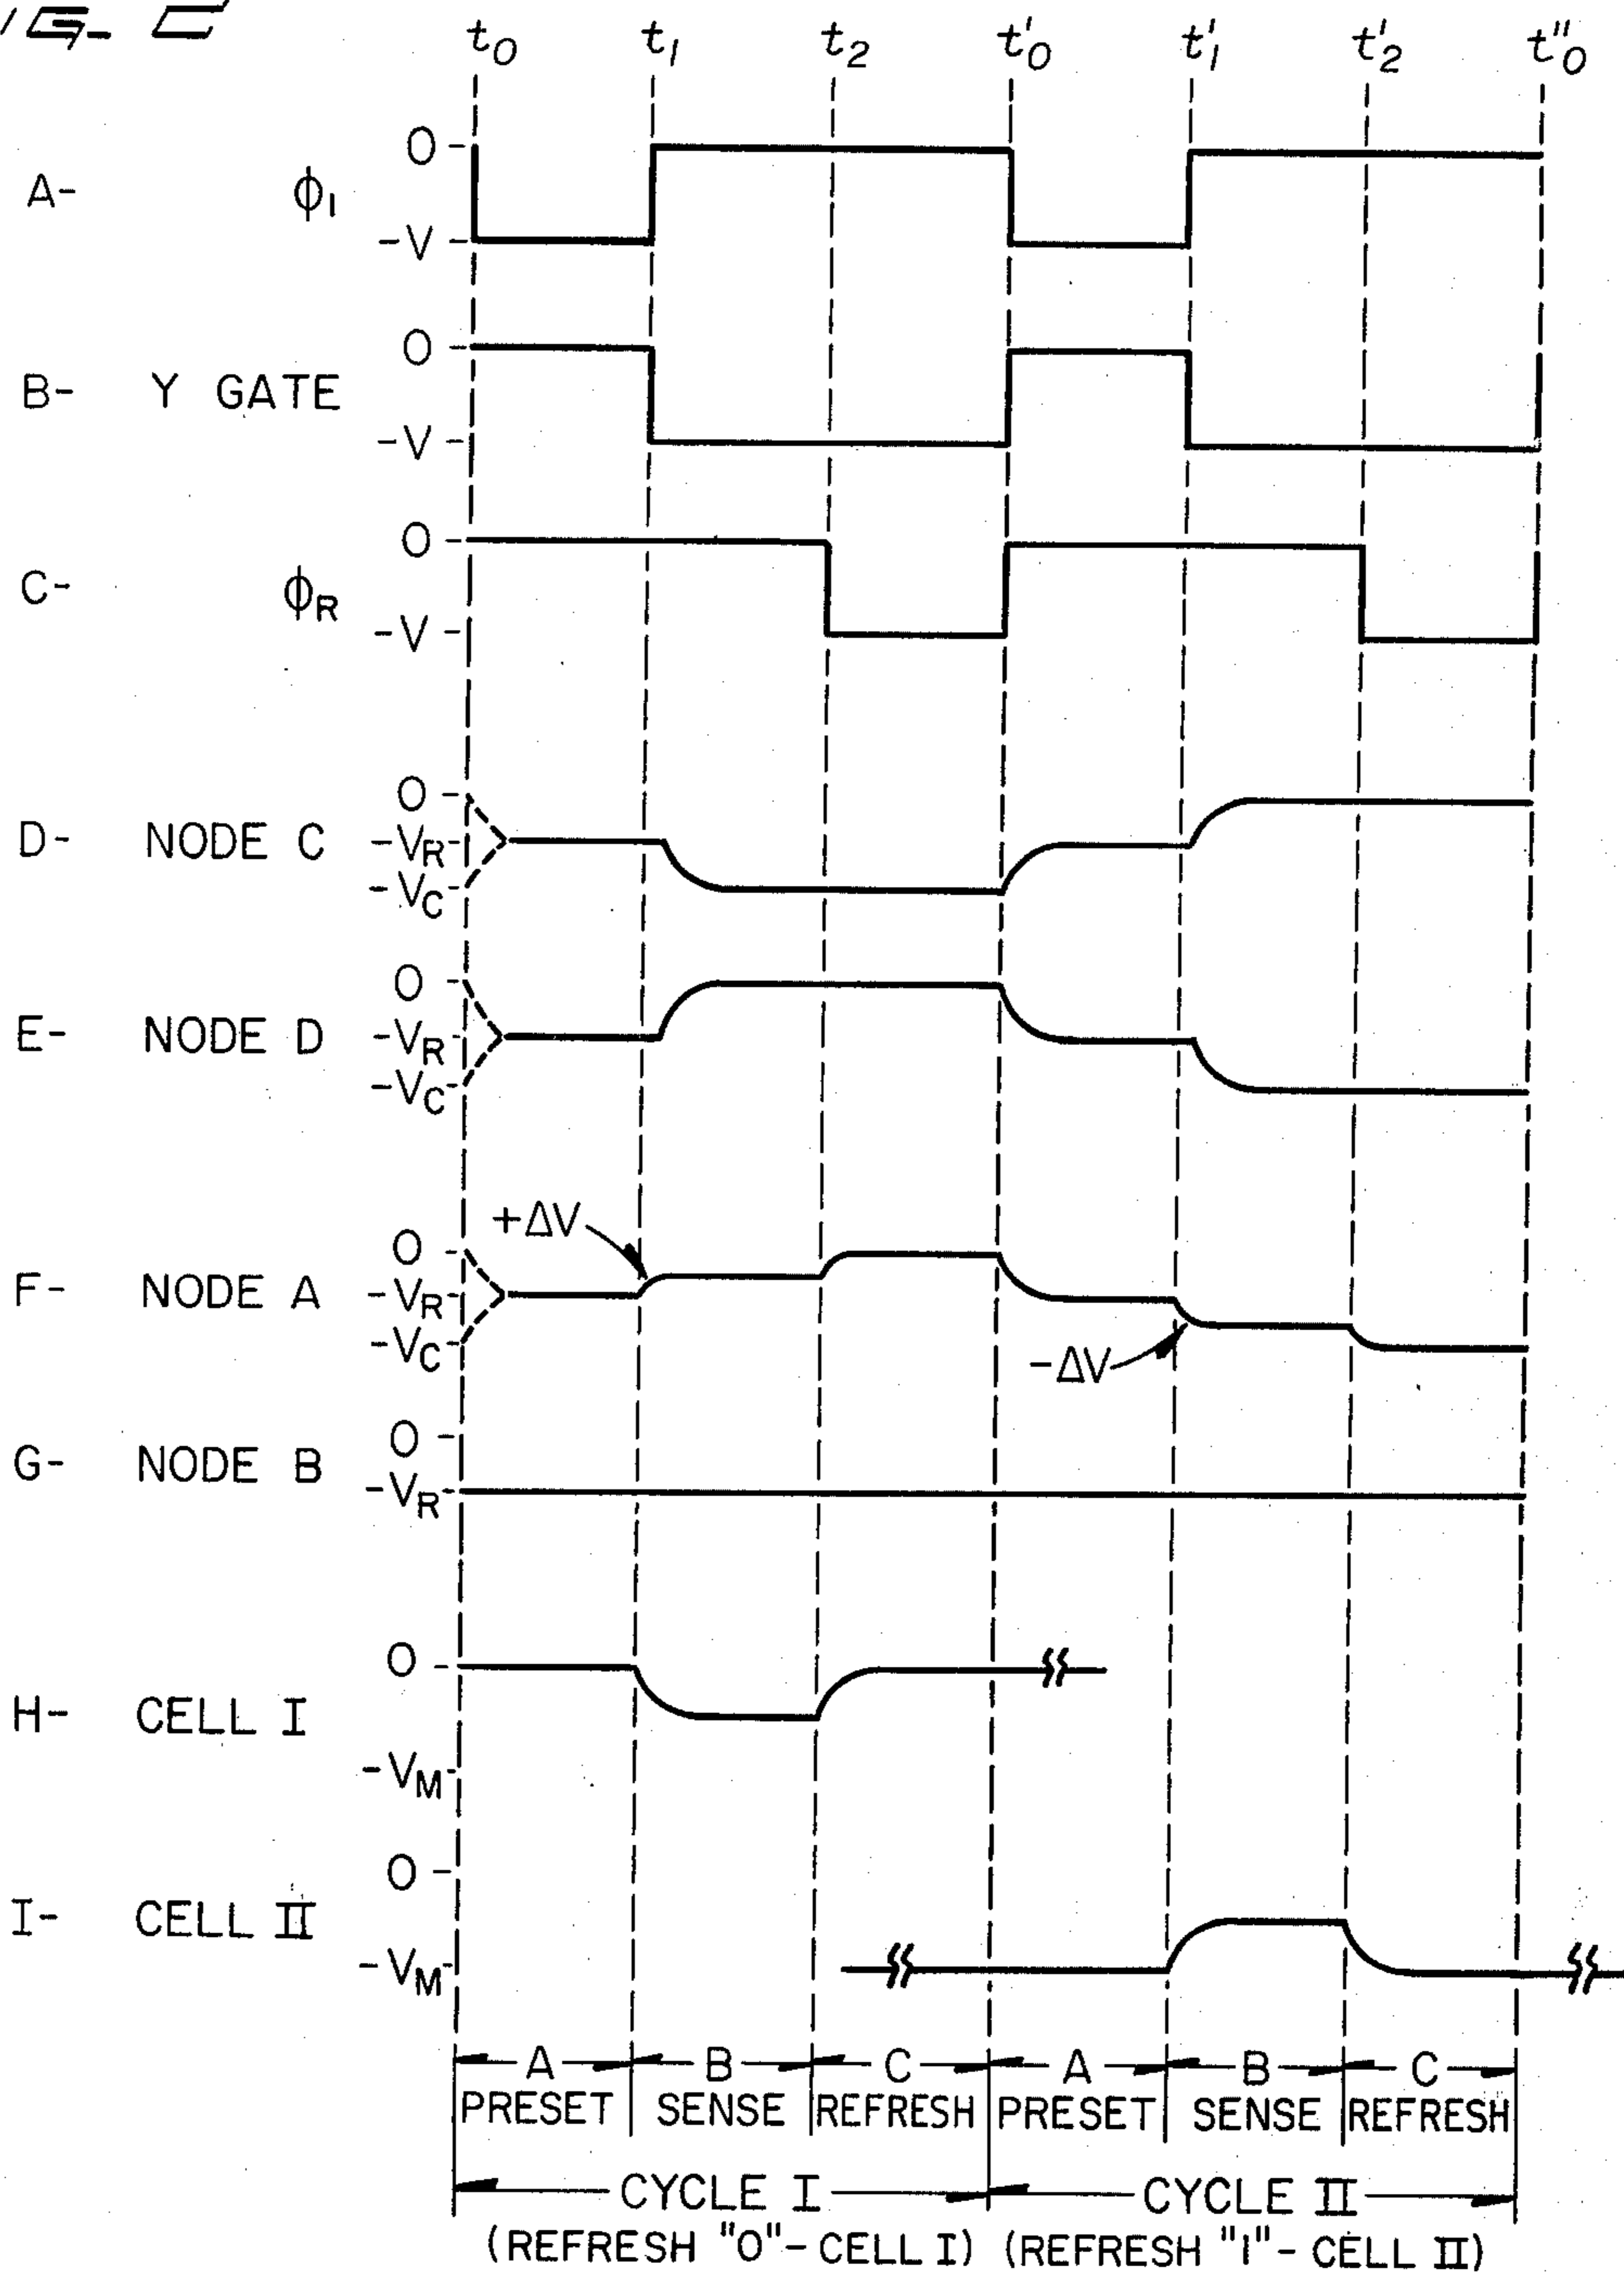 t0 t1 t2 t'0 t'1 t'2 t''0
A- ϕ1 0 -V
B- Y GATE 0 -V
C- ϕR 0 -V
D- NODE C 0 -VR -VC
E- NODE D 0 -VR -VC
+ΔV
F- NODE A 0 -VR -VC
-ΔV
G- NODE B 0 -VR
H- CELL I 0 -VM
I- CELL II 0 -VM
A B C A B C
PRESET SENSE REFRESH PRESET SENSE REFRESH
CYCLE I CYCLE II
(REFRESH "0"- CELL I) (REFRESH "1"- CELL II)